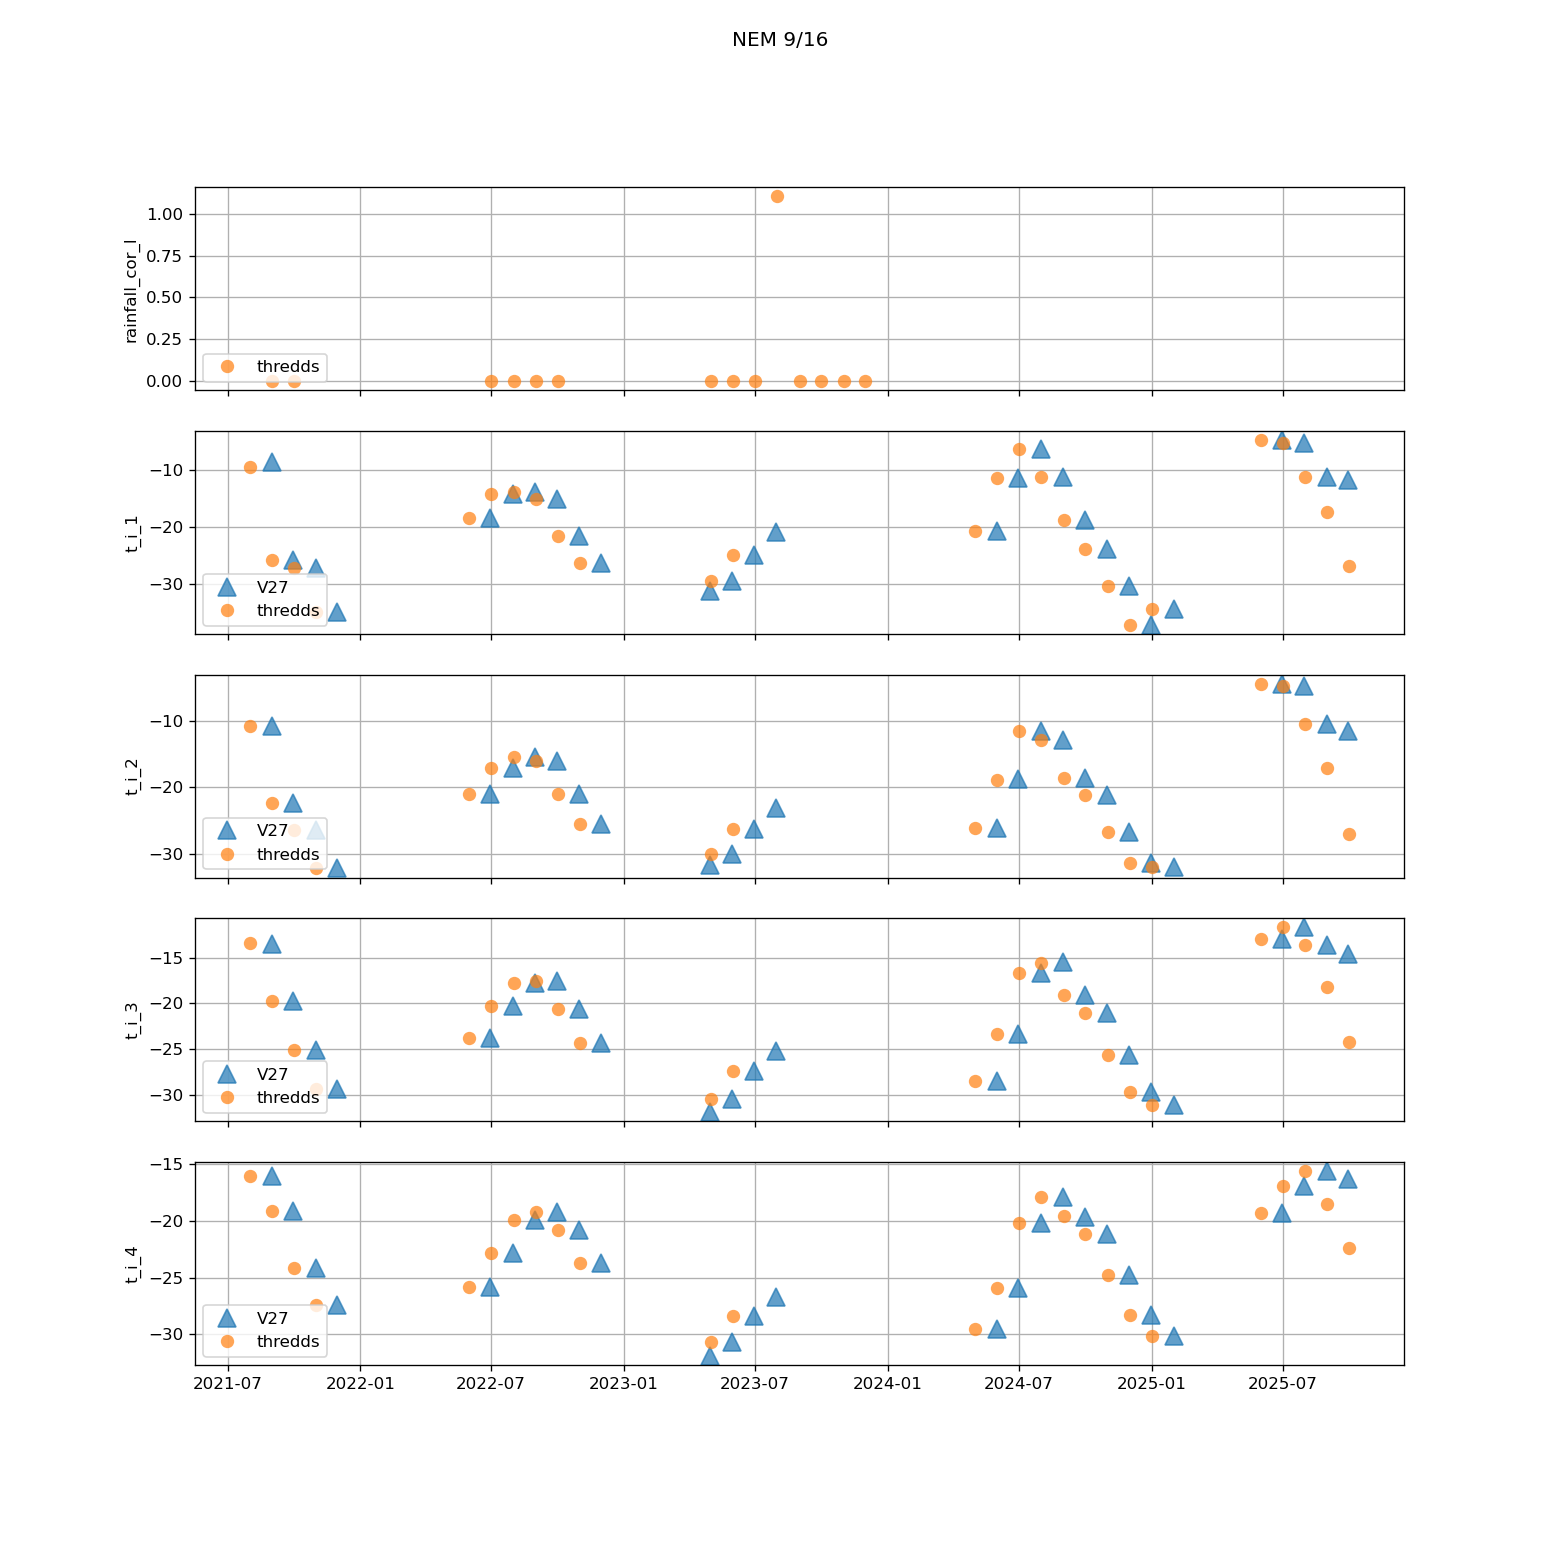 NEM 9/16
rainfall_cor_l
1.00
0.75
0.50
0.25
0.00
thredds
t_i_1
−10
−20
−30
V27
thredds
t_i_2
−10
−20
−30
V27
thredds
t_i_3
−15
−20
−25
−30
V27
thredds
t_i_4
−15
−20
−25
−30
V27
thredds
2021-07 2022-01 2022-07 2023-01 2023-07 2024-01 2024-07 2025-01 2025-07